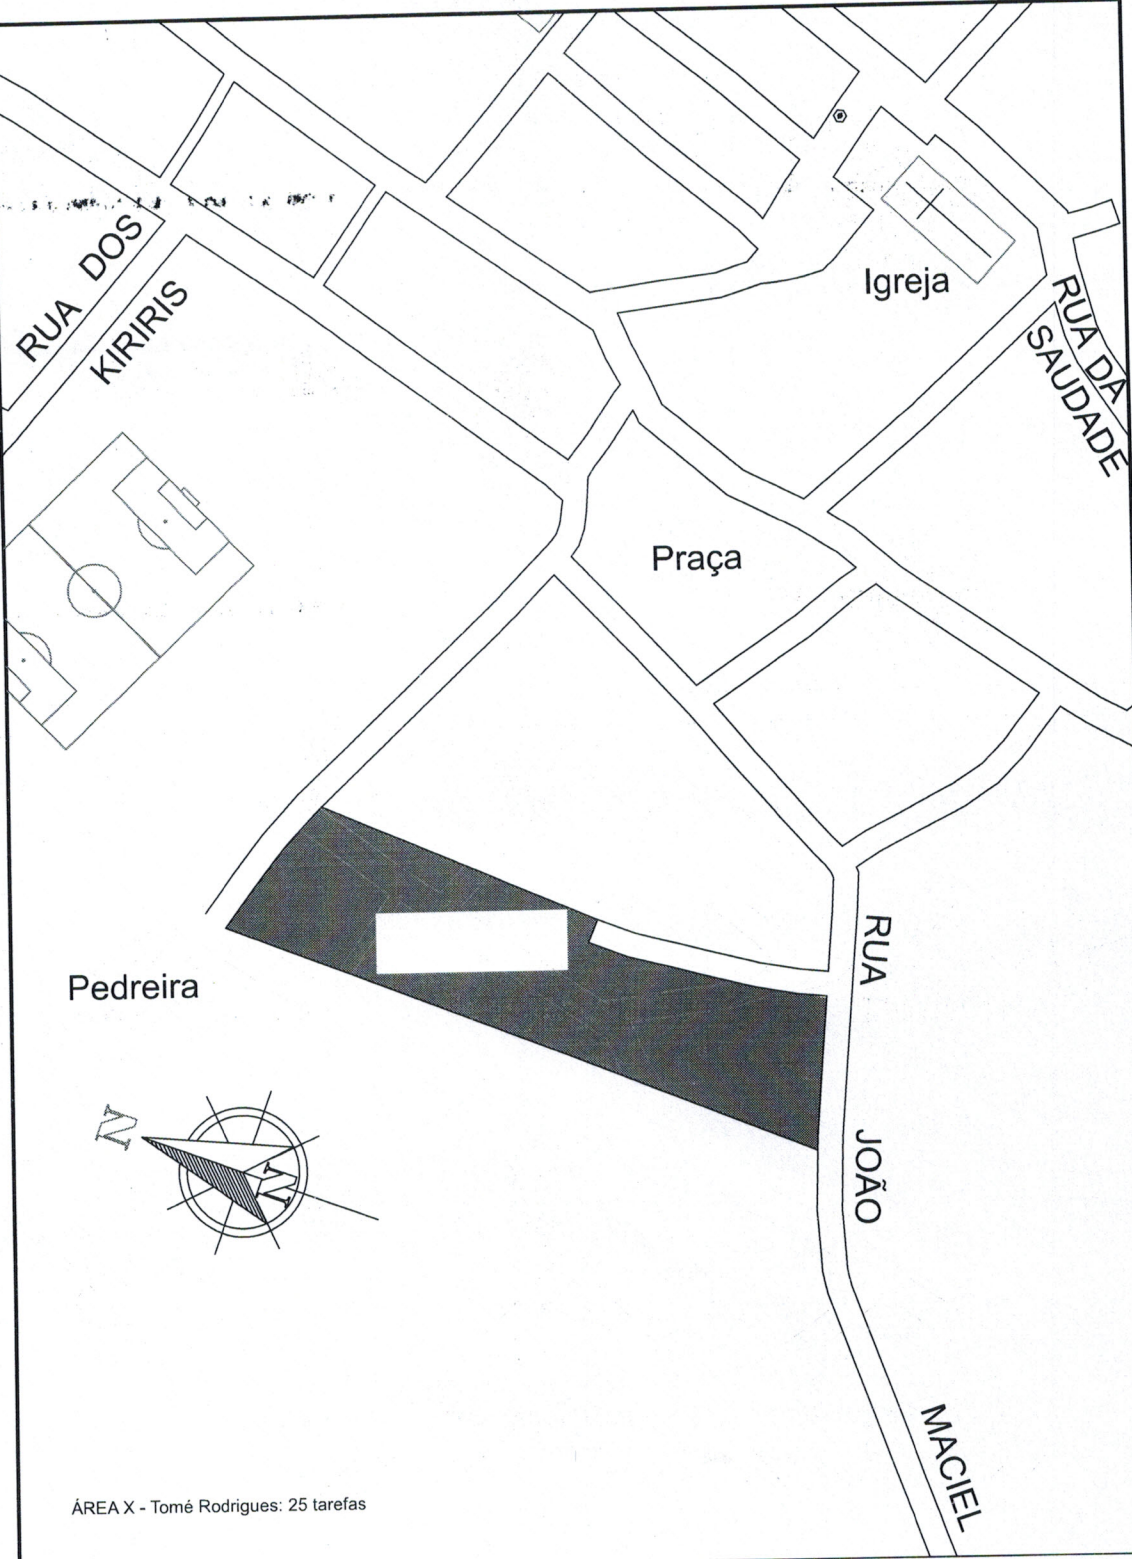 RUA DOS
KIRIRIS
Igreja
RUA DA
SAUDADE
Praça
RUA
JOÃO
MACIEL
Pedreira
N
N
ÁREA X - Tomé Rodrigues: 25 tarefas